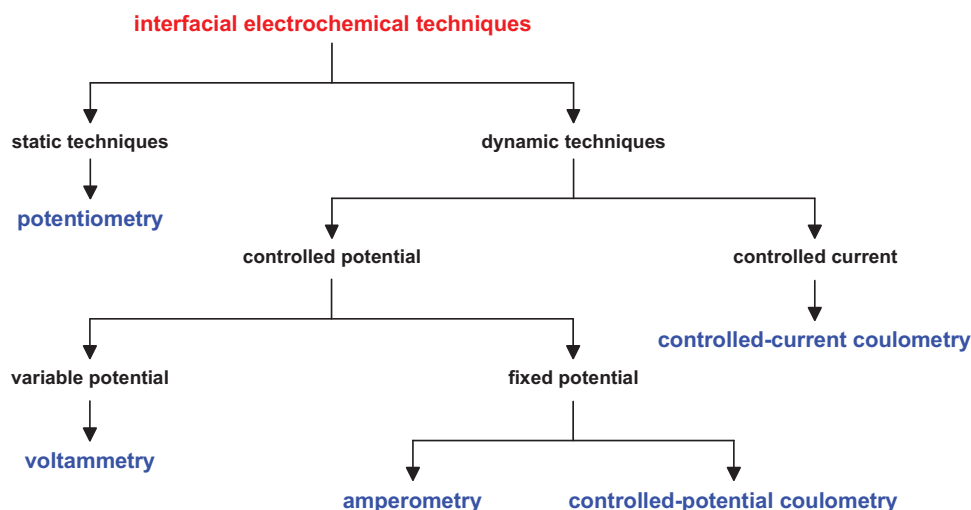 interfacial electrochemical techniques
static techniques
dynamic techniques
potentiometry
controlled potential
controlled current
controlled-current coulometry
variable potential
fixed potential
voltammetry
amperometry
controlled-potential coulometry